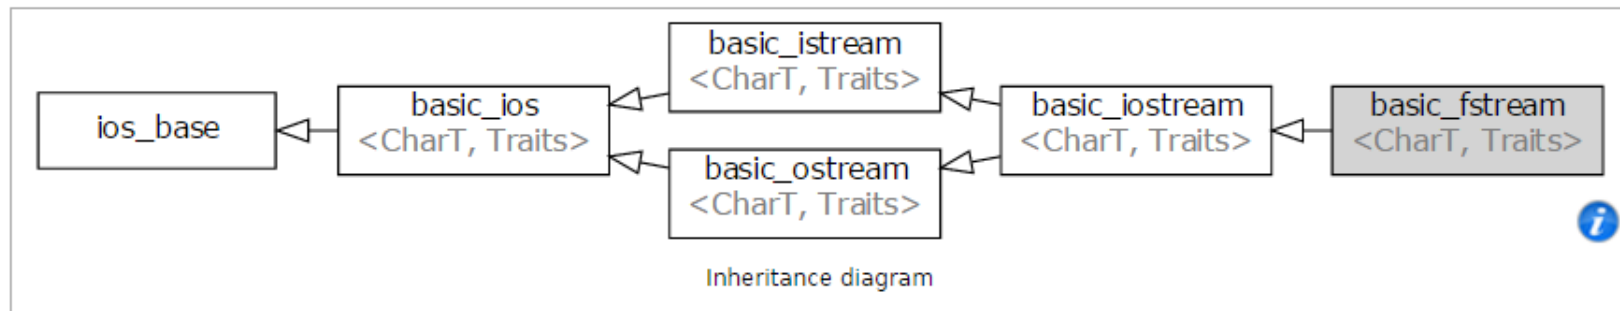 ios_base
basic_ios
<CharT, Traits>
basic_istream
<CharT, Traits>
basic_ostream
<CharT, Traits>
basic_iostream
<CharT, Traits>
basic_fstream
<CharT, Traits>
i
Inheritance diagram